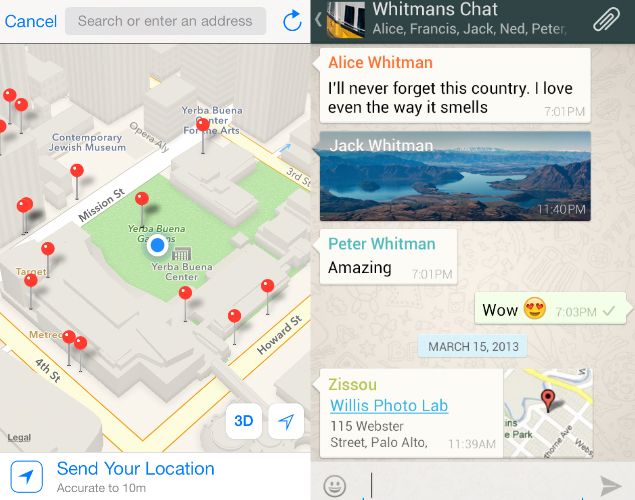 Cancel
Search or enter an address
Yerba Buena
Center
For the Arts
Opera Aly
Contemporary
Jewish Museum
3rd St
Mission St
Yerba Buena
Gardens
Yerba Buena
Center
Target
Metreon
Howard St
4th St
3D
Legal
Send Your Location
Accurate to 10m
Whitmans Chat
Alice, Francis, Jack, Ned, Peter,
Alice Whitman
I'll never forget this country. I love
even the way it smells
7:01PM
Jack Whitman
11:40PM
Peter Whitman
Amazing
7:01PM
Wow 😍
7:03PM
MARCH 15, 2013
Zissou
Willis Photo Lab
115 Webster
Street, Palo Alto,
11:39AM